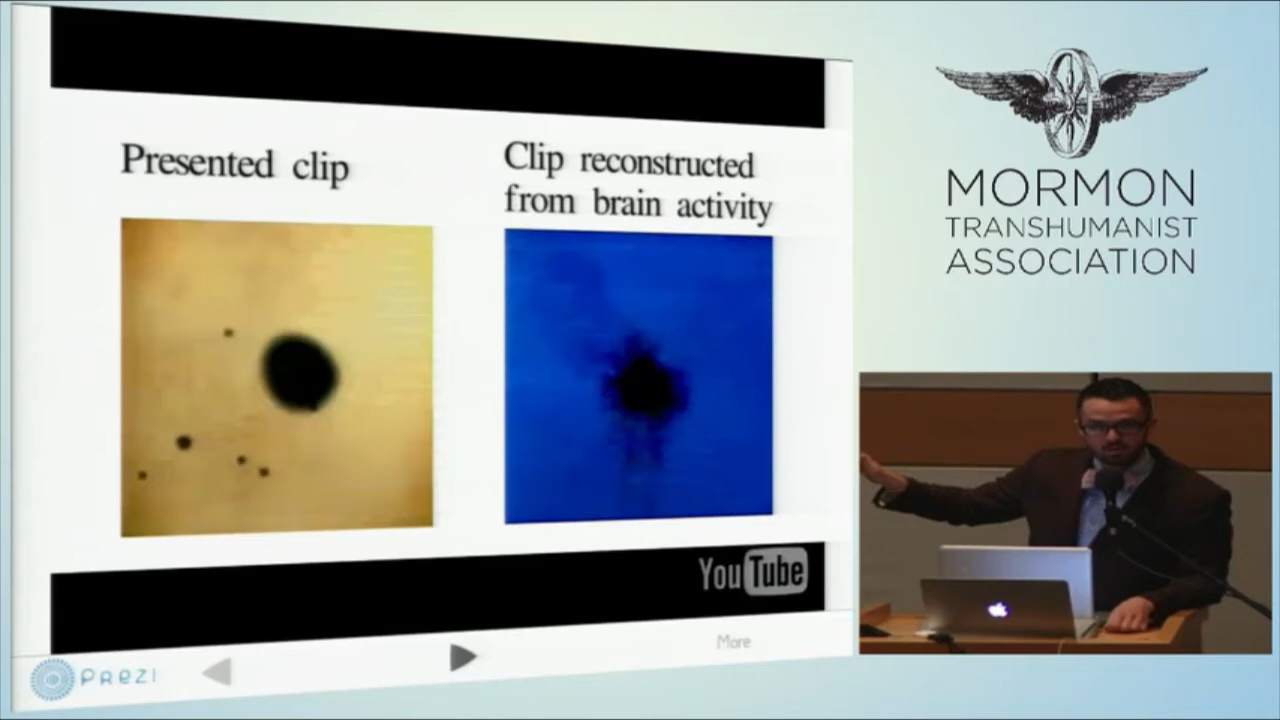 Presented clip
Clip reconstructed
from brain activity
YouTube
More
Prezi
MORMON
TRANSHUMANIST
ASSOCIATION